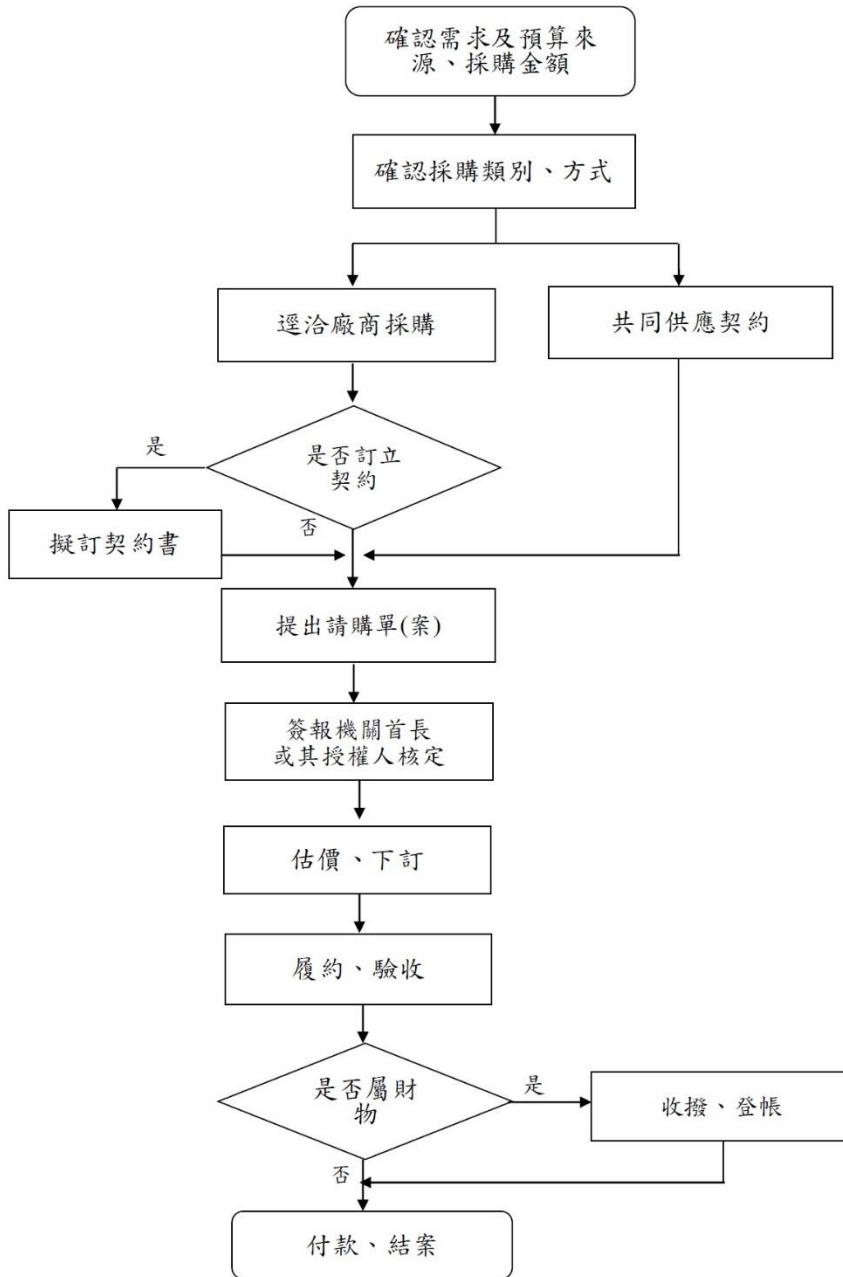 確認需求及預算來
源、採購金額
確認採購類別、方式
逕洽廠商採購
共同供應契約
是否訂立
契約
是
否
擬訂契約書
提出請購單(案)
簽報機關首長
或其授權人核定
估價、下訂
履約、驗收
是否屬財
物
是
收撥、登帳
否
付款、結案